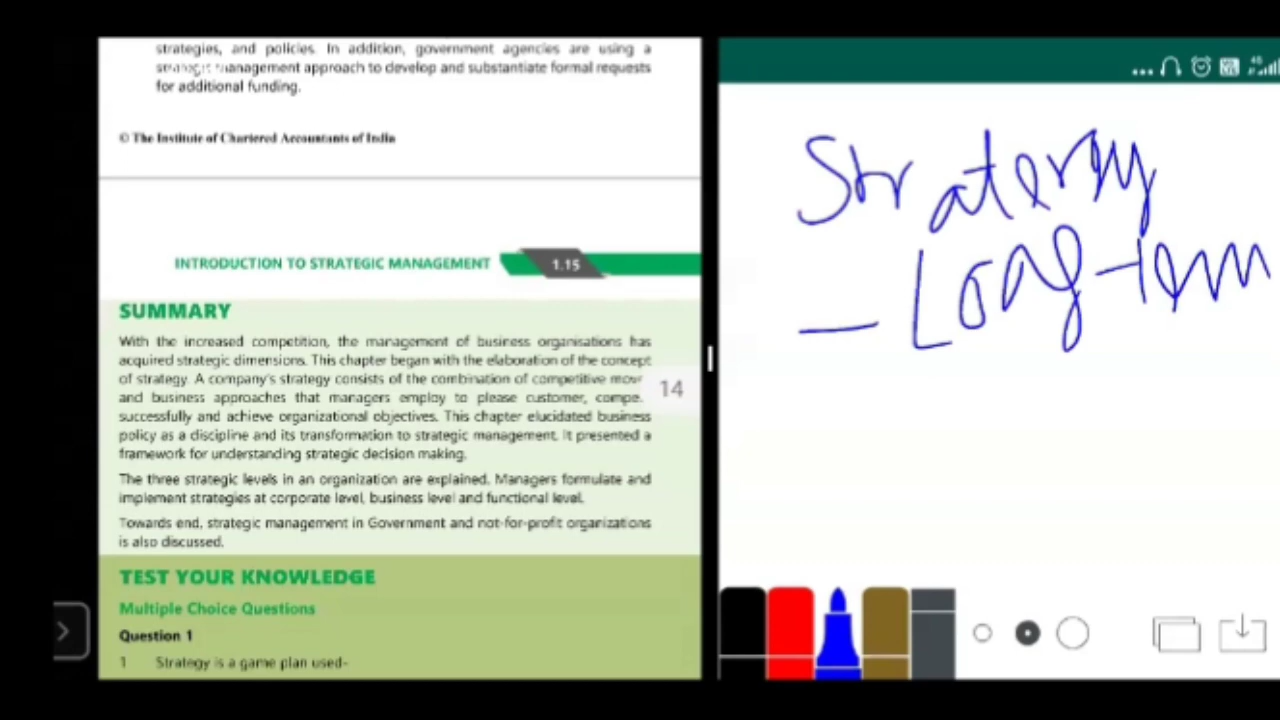 strategies, and policies. In addition, government agencies are using a
strategic management approach to develop and substantiate formal requests
for additional funding.
© The Institute of Chartered Accountants of India
INTRODUCTION TO STRATEGIC MANAGEMENT 1.15
SUMMARY
With the increased competition, the management of business organisations has
acquired strategic dimensions. This chapter began with the elaboration of the concept
of strategy. A company's strategy consists of the combination of competitive mov
and business approaches that managers employ to please customer, compe
successfully and achieve organizational objectives. This chapter elucidated business
policy as a discipline and its transformation to strategic management. It presented a
framework for understanding strategic decision making.
The three strategic levels in an organization are explained. Managers formulate and
implement strategies at corporate level, business level and functional level.
Towards end, strategic management in Government and not-for-profit organizations
is also discussed.
14
TEST YOUR KNOWLEDGE
Multiple Choice Questions
Question 1
1 Strategy is a game plan used-
...
4G
Stratergy
— Long-term